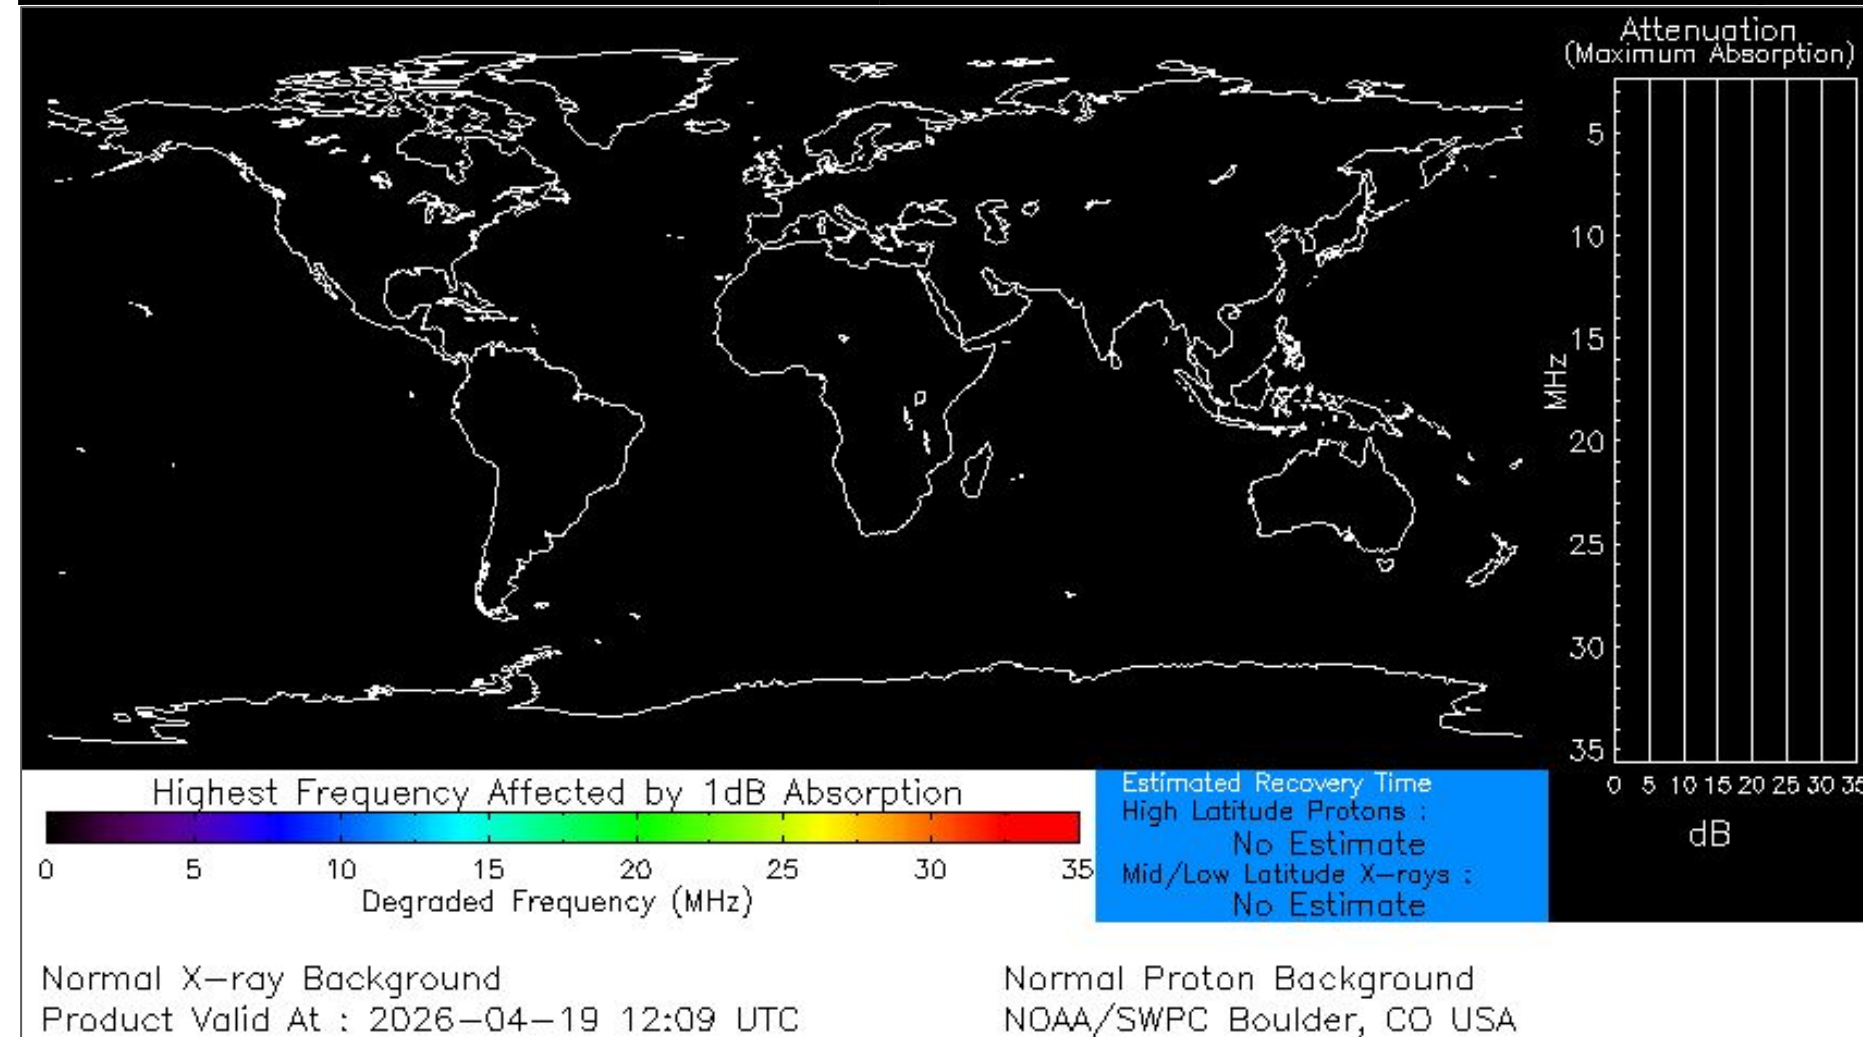 Attenuation
(Maximum Absorption)
5
10
15
20
25
30
35
MHz
0 5 10 15 20 25 30 35
dB
Highest Frequency Affected by 1dB Absorption
0 5 10 15 20 25 30 35
Degraded Frequency (MHz)
Estimated Recovery Time
High Latitude Protons :
No Estimate
Mid/Low Latitude X-rays :
No Estimate
Normal X-ray Background
Normal Proton Background
Product Valid At : 2026-04-19 12:09 UTC
NOAA/SWPC Boulder, CO USA